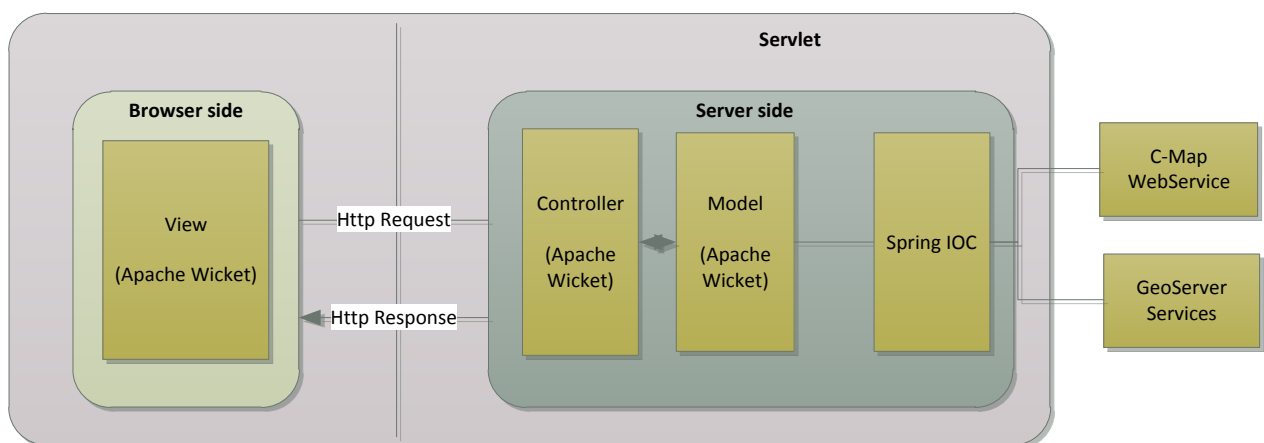 Servlet
Browser side
View
(Apache Wicket)
Http Request
Http Response
Server side
Controller
(Apache
Wicket)
Model
(Apache
Wicket)
Spring IOC
C-Map
WebService
GeoServer
Services